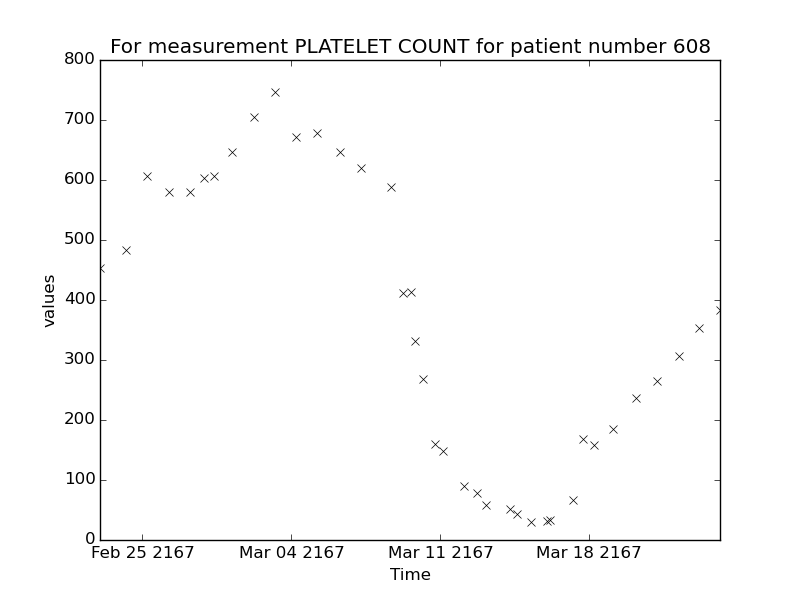 For measurement PLATELET COUNT for patient number 608
800
700
600
500
400
300
200
100
0
values
Feb 25 2167 Mar 04 2167 Mar 11 2167 Mar 18 2167
Time